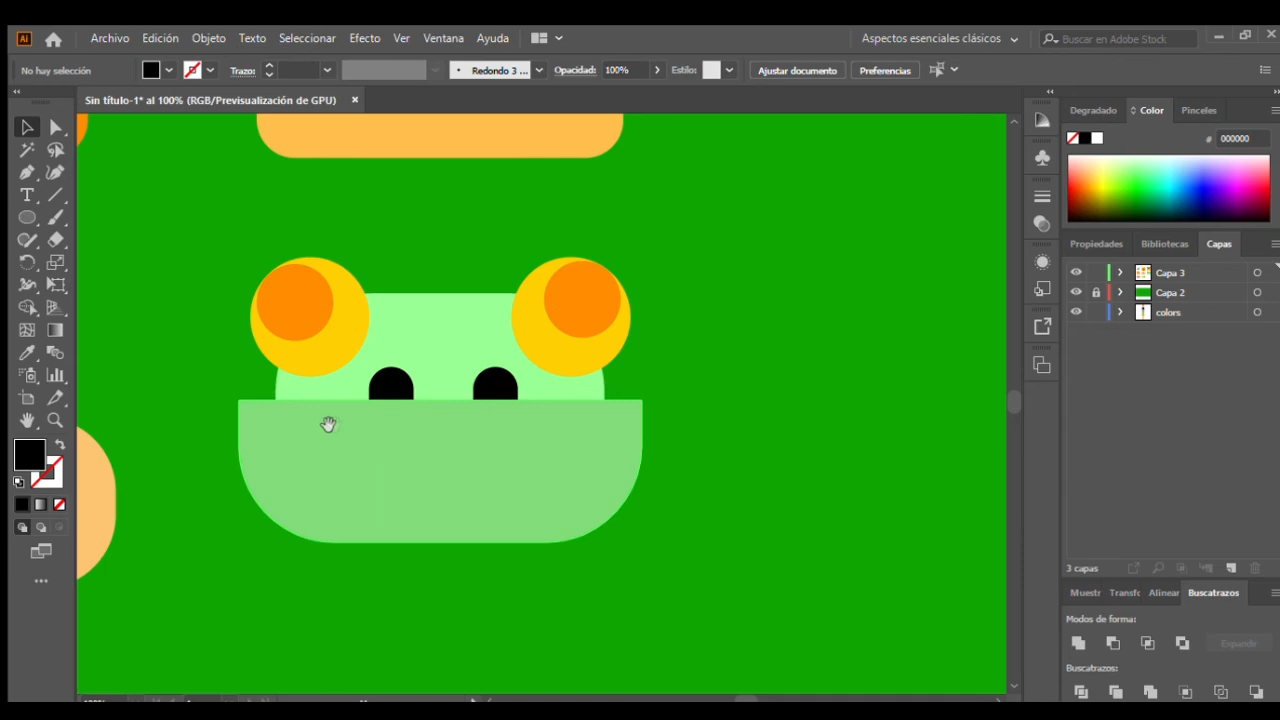 Ai Archivo Edición Objeto Texto Seleccionar Efecto Ver Ventana Ayuda Aspectos esenciales clásicos Buscar en Adobe Stock
No hay selección Trazo: Redondo 3 ... Opacidad: 100% Estilo: Ajustar documento Preferencias
Sin título-1* al 100% (RGB/Previsualización de GPU)
Degradado Color Pinceles
# 000000
Propiedades Bibliotecas Capas
Capa 3
Capa 2
colors
3 capas
Muestr Transfc Alinear Buscatrazos
Modos de forma:
Expande
Buscatrazos: